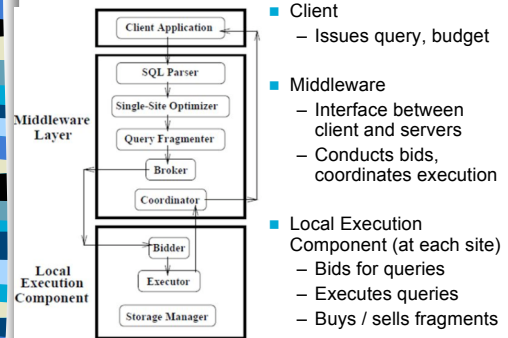 Client Application
SQL Parser
Single-Site Optimizer
Middleware
Layer
Query Fragmenter
Broker
Coordinator
Bidder
Local
Execution
Component
Executor
Storage Manager
Client
– Issues query, budget
Middleware
– Interface between
client and servers
– Conducts bids,
coordinates execution
Local Execution
Component (at each site)
– Bids for queries
– Executes queries
– Buys / sells fragments